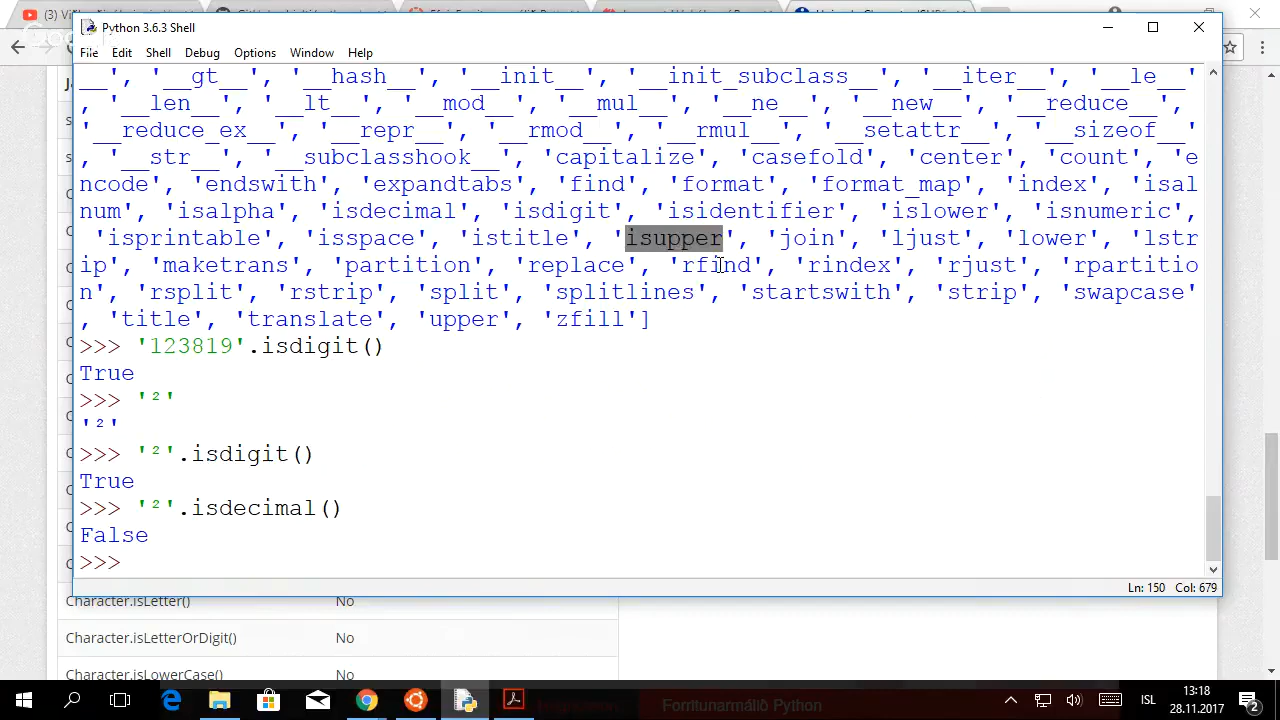 Python 3.6.3 Shell
File Edit Shell Debug Options Window Help
__', '__gt__', '__hash__', '__init__', '__init_subclass__', '__iter__', '__le__'
, '__len__', '__lt__', '__mod__', '__mul__', '__ne__', '__new__', '__reduce__',
'__reduce_ex__', '__repr__', '__rmod__', '__rmul__', '__setattr__', '__sizeof__'
, '__str__', '__subclasshook__', 'capitalize', 'casefold', 'center', 'count', 'e
ncode', 'endswith', 'expandtabs', 'find', 'format', 'format_map', 'index', 'isal
num', 'isalpha', 'isdecimal', 'isdigit', 'isidentifier', 'islower', 'isnumeric',
'isprintable', 'isspace', 'istitle', 'isupper', 'join', 'ljust', 'lower', 'lstr
ip', 'maketrans', 'partition', 'replace', 'rfind', 'rindex', 'rjust', 'rpartitio
n', 'rsplit', 'rstrip', 'split', 'splitlines', 'startswith', 'strip', 'swapcase'
, 'title', 'translate', 'upper', 'zfill']
>>> '123819'.isdigit()
True
>>> '²'
'²'
>>> '²'.isdigit()
True
>>> '²'.isdecimal()
False
>>>
Ln: 150 Col: 679
Character.isLetter() No
Character.isLetterOrDigit() No
Character.isLowerCase() No
Forritunarmálið Python
ÍSL
13:18
28.11.2017
2